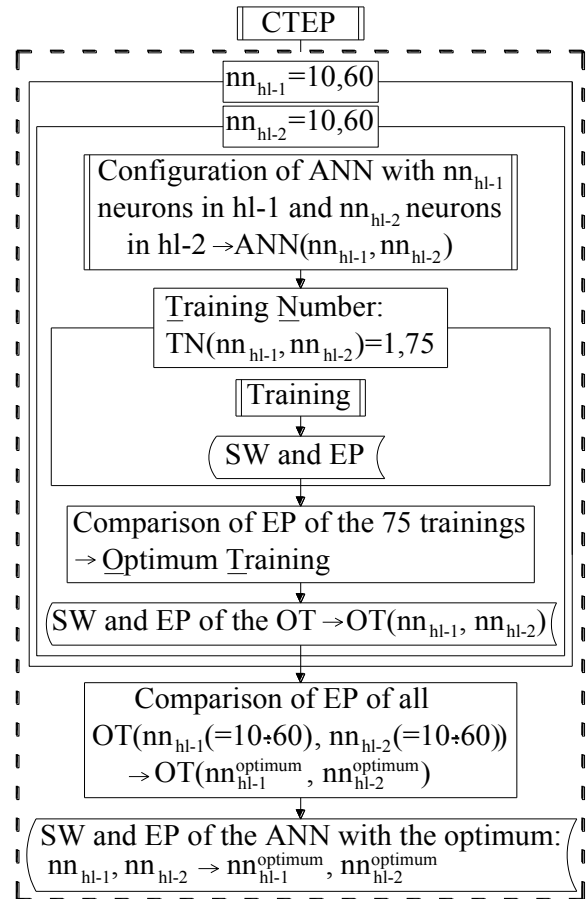 CTEP
nn_hl-1=10,60
nn_hl-2=10,60
Configuration of ANN with nn_hl-1
neurons in hl-1 and nn_hl-2 neurons
in hl-2 →ANN(nn_hl-1, nn_hl-2)
Training Number:
TN(nn_hl-1, nn_hl-2)=1,75
Training
SW and EP
Comparison of EP of the 75 trainings
→ Optimum Training
SW and EP of the OT →OT(nn_hl-1, nn_hl-2)
Comparison of EP of all
OT(nn_hl-1(=10÷60), nn_hl-2(=10÷60))
→OT(nn_hl-1^optimum, nn_hl-2^optimum)
SW and EP of the ANN with the optimum:
nn_hl-1, nn_hl-2 → nn_hl-1^optimum, nn_hl-2^optimum